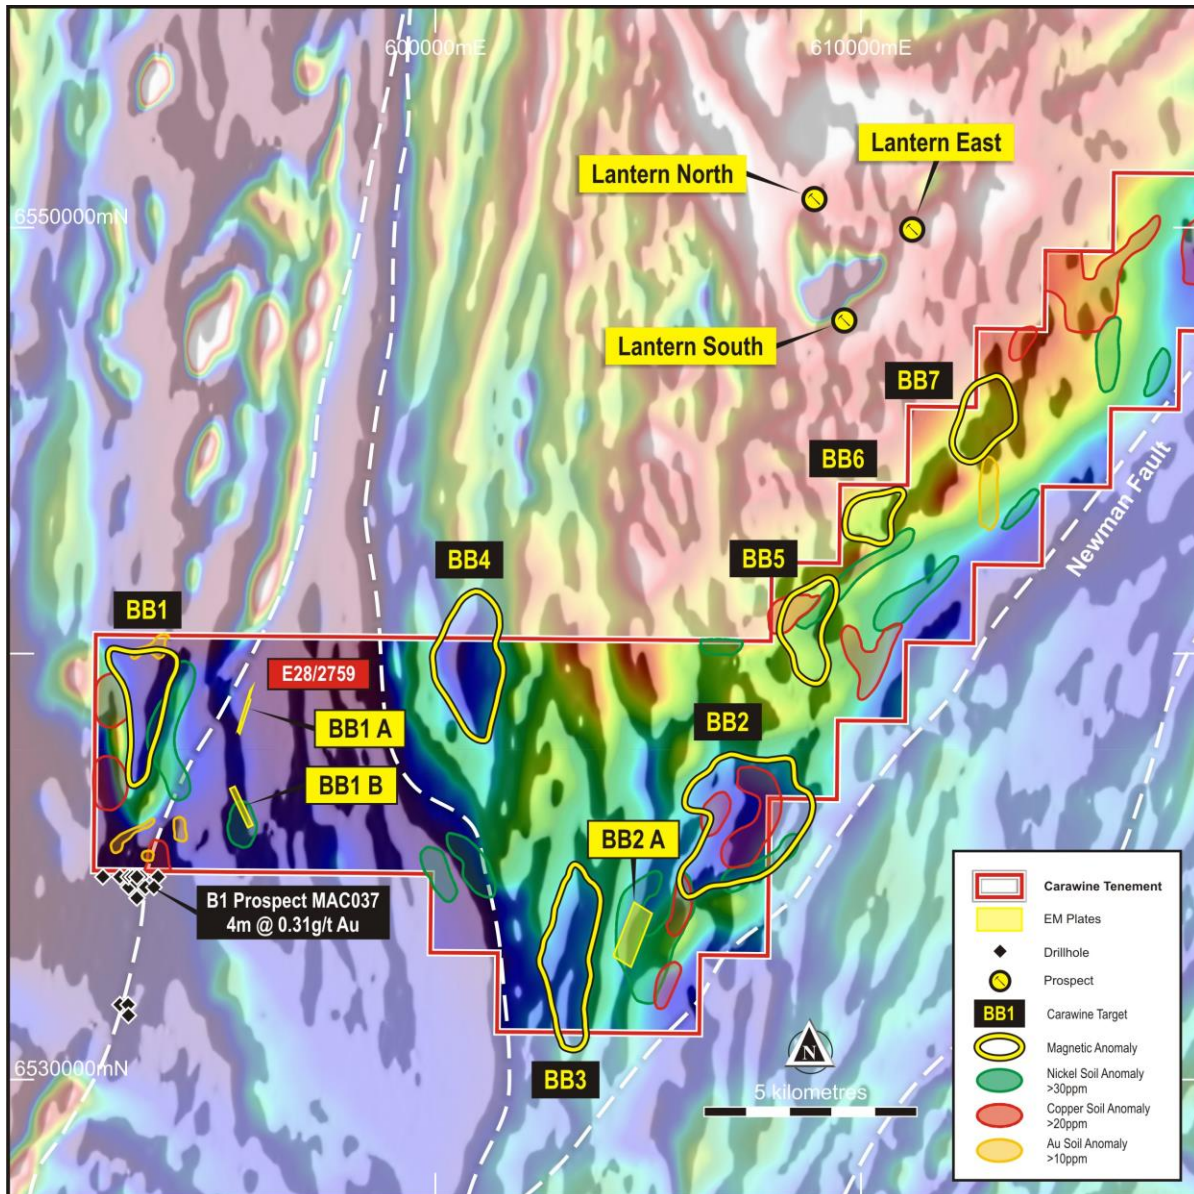 600000mE
610000mE
Lantern East
Lantern North
6550000mN
Lantern South
BB7
BB6
Newman Fault
BB5
BB4
BB1
E28/2759
BB1 A
BB2
BB1 B
BB2 A
B1 Prospect MAC037
4m @ 0.31g/t Au
BB3
6530000mN
N
5 kilometres
Carawine Tenement
EM Plates
Drillhole
Prospect
BB1
Carawine Target
Magnetic Anomaly
Nickel Soil Anomaly
>30ppm
Copper Soil Anomaly
>20ppm
Au Soil Anomaly
>10ppm